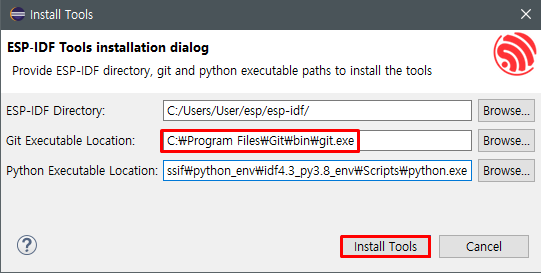 Install Tools
ESP-IDF Tools installation dialog
Provide ESP-IDF directory, git and python executable paths to install the tools
ESP-IDF Directory: C:/Users/User/esp/esp-idf/ Browse...
Git Executable Location: C:₩Program Files₩Git₩bin₩git.exe Browse...
Python Executable Location: ssif₩python_env₩idf4.3_py3.8_env₩Scripts₩python.exe Browse...
? Install Tools Cancel